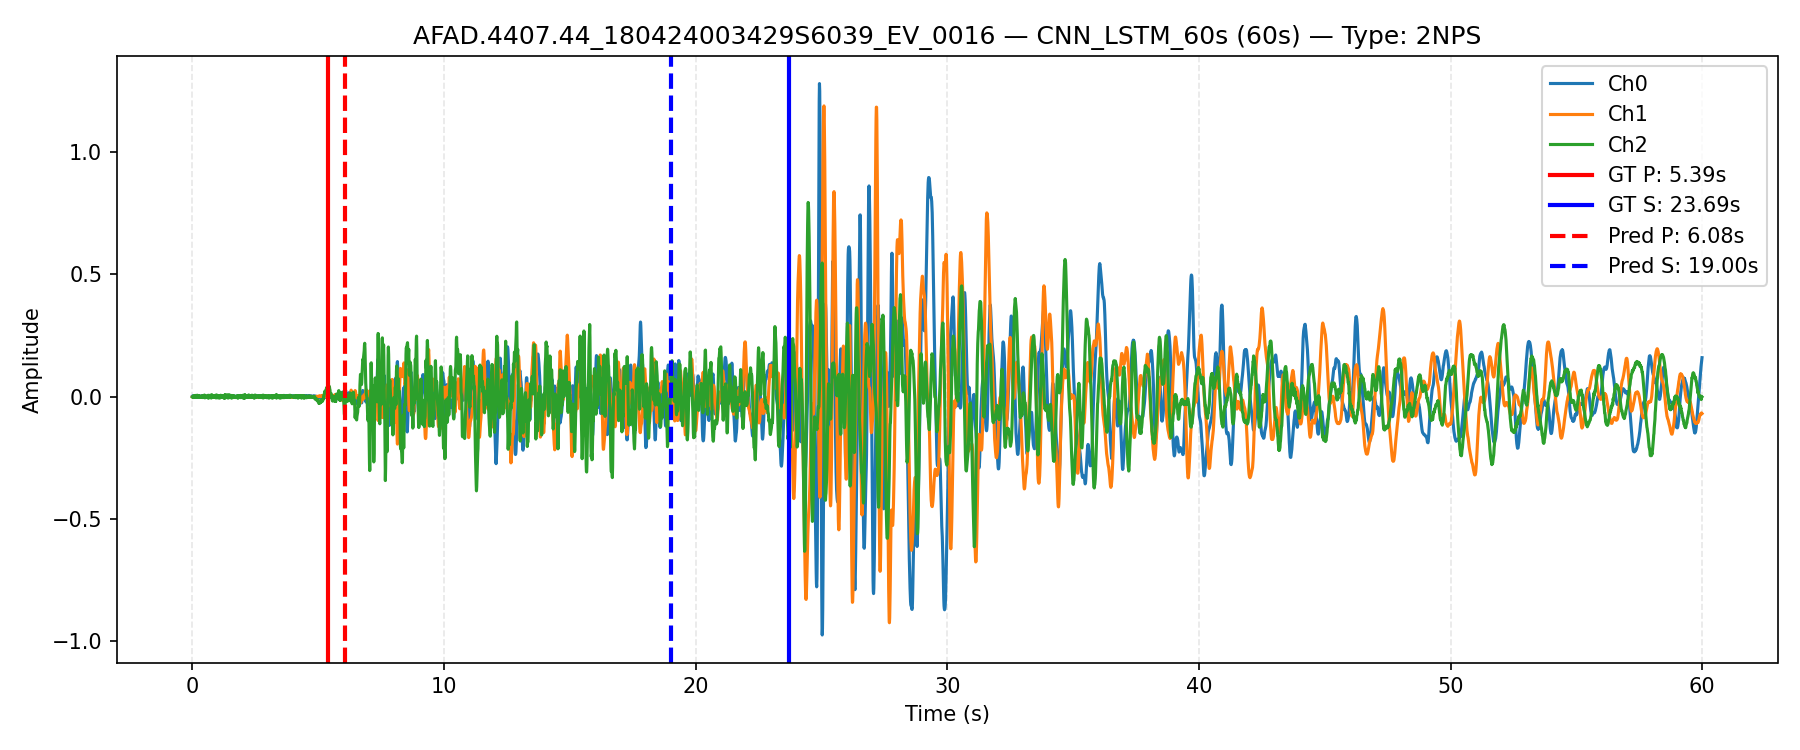 AFAD.4407.44_180424003429S6039_EV_0016 — CNN_LSTM_60s (60s) — Type: 2NPS
Ch0
Ch1
Ch2
GT P: 5.39s
GT S: 23.69s
Pred P: 6.08s
Pred S: 19.00s
Amplitude
1.0
0.5
0.0
−0.5
−1.0
0 10 20 30 40 50 60
Time (s)